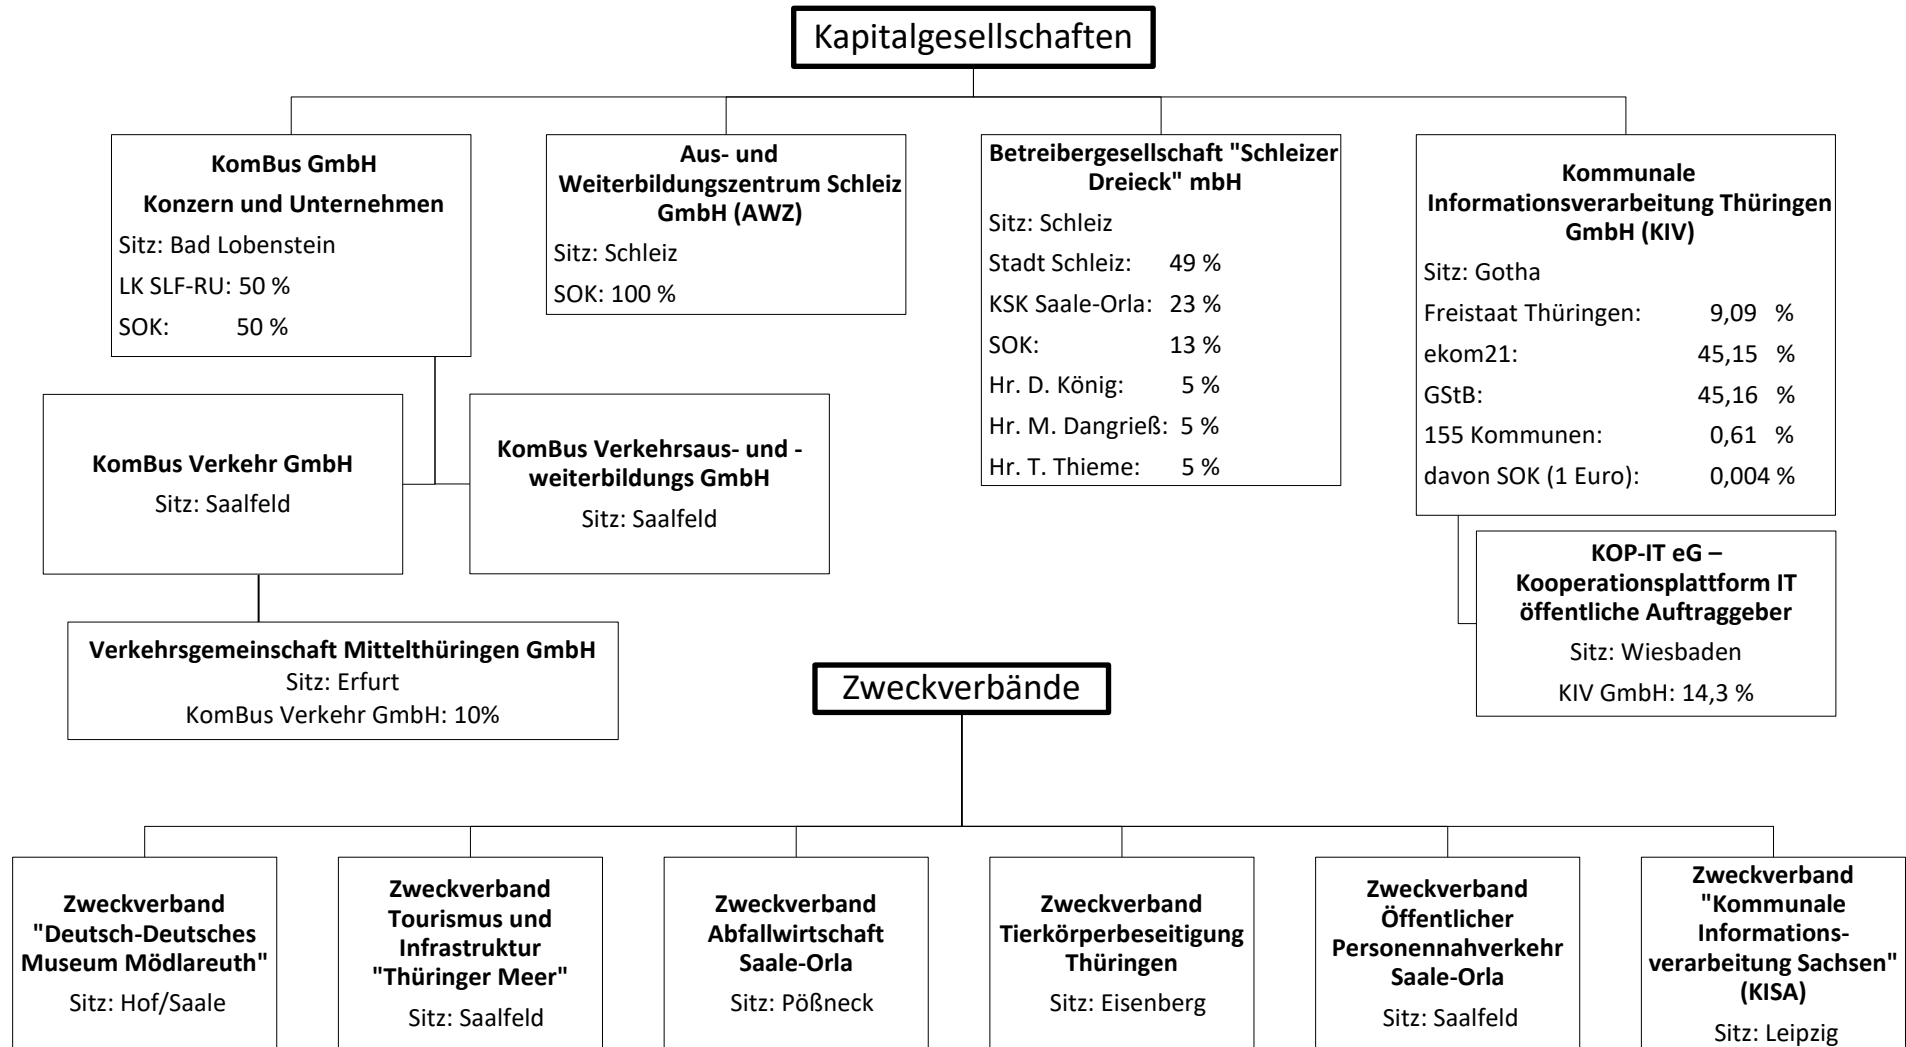 Kapitalgesellschaften
KomBus GmbH
Konzern und Unternehmen
Sitz: Bad Lobenstein
LK SLF-RU: 50 %
SOK: 50 %
Aus- und
Weiterbildungszentrum Schleiz
GmbH (AWZ)
Sitz: Schleiz
SOK: 100 %
Betreibergesellschaft "Schleizer
Dreieck" mbH
Sitz: Schleiz
Stadt Schleiz: 49 %
KSK Saale-Orla: 23 %
SOK: 13 %
Hr. D. König: 5 %
Hr. M. Dangrieß: 5 %
Hr. T. Thieme: 5 %
Kommunale
Informationsverarbeitung Thüringen
GmbH (KIV)
Sitz: Gotha
Freistaat Thüringen: 9,09 %
ekom21: 45,15 %
GStB: 45,16 %
155 Kommunen: 0,61 %
davon SOK (1 Euro): 0,004 %
KomBus Verkehr GmbH
Sitz: Saalfeld
KomBus Verkehrsaus- und -
weiterbildungs GmbH
Sitz: Saalfeld
KOP-IT eG –
Kooperationsplattform IT
öffentliche Auftraggeber
Sitz: Wiesbaden
KIV GmbH: 14,3 %
Verkehrsgemeinschaft Mittelthüringen GmbH
Sitz: Erfurt
KomBus Verkehr GmbH: 10%
Zweckverbände
Zweckverband
"Deutsch-Deutsches
Museum Mödlareuth"
Sitz: Hof/Saale
Zweckverband
Tourismus und
Infrastruktur
"Thüringer Meer"
Sitz: Saalfeld
Zweckverband
Abfallwirtschaft
Saale-Orla
Sitz: Pößneck
Zweckverband
Tierkörperbeseitigung
Thüringen
Sitz: Eisenberg
Zweckverband
Öffentlicher
Personennahverkehr
Saale-Orla
Sitz: Saalfeld
Zweckverband
"Kommunale
Informations-
verarbeitung Sachsen"
(KISA)
Sitz: Leipzig